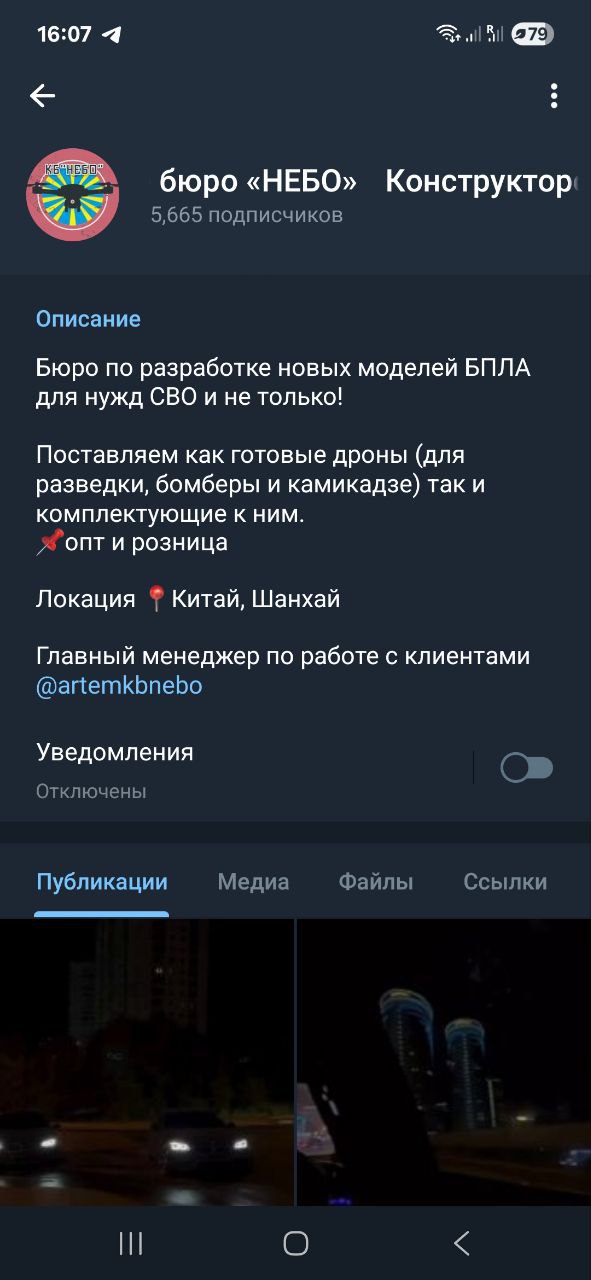 16:07
R
79
КБ"НЕБО"
бюро «НЕБО» Конструктор
5,665 подписчиков
Описание
Бюро по разработке новых моделей БПЛА
для нужд СВО и не только!
Поставляем как готовые дроны (для
разведки, бомберы и камикадзе) так и
комплектующие к ним.
📌опт и розница
Локация 📍Китай, Шанхай
Главный менеджер по работе с клиентами
@artemkbnebo
Уведомления
Отключены
Публикации Медиа Файлы Ссылки